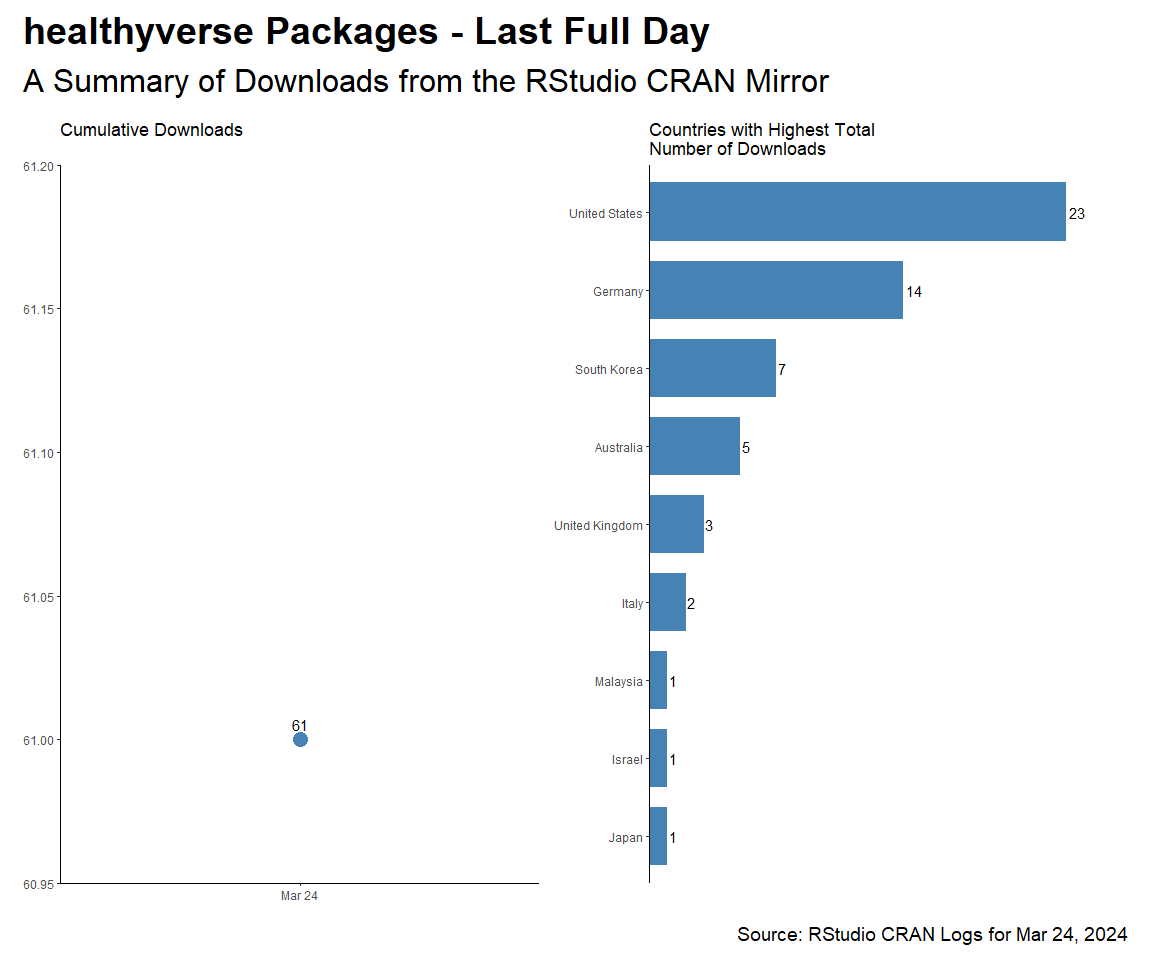 healthyverse Packages - Last Full Day
A Summary of Downloads from the RStudio CRAN Mirror
Cumulative Downloads
61.20
61.15
61.10
61.05
61.00
60.95
61
Mar 24
Countries with Highest Total
Number of Downloads
United States 23
Germany 14
South Korea 7
Australia 5
United Kingdom 3
Italy 2
Malaysia 1
Israel 1
Japan 1
Source: RStudio CRAN Logs for Mar 24, 2024